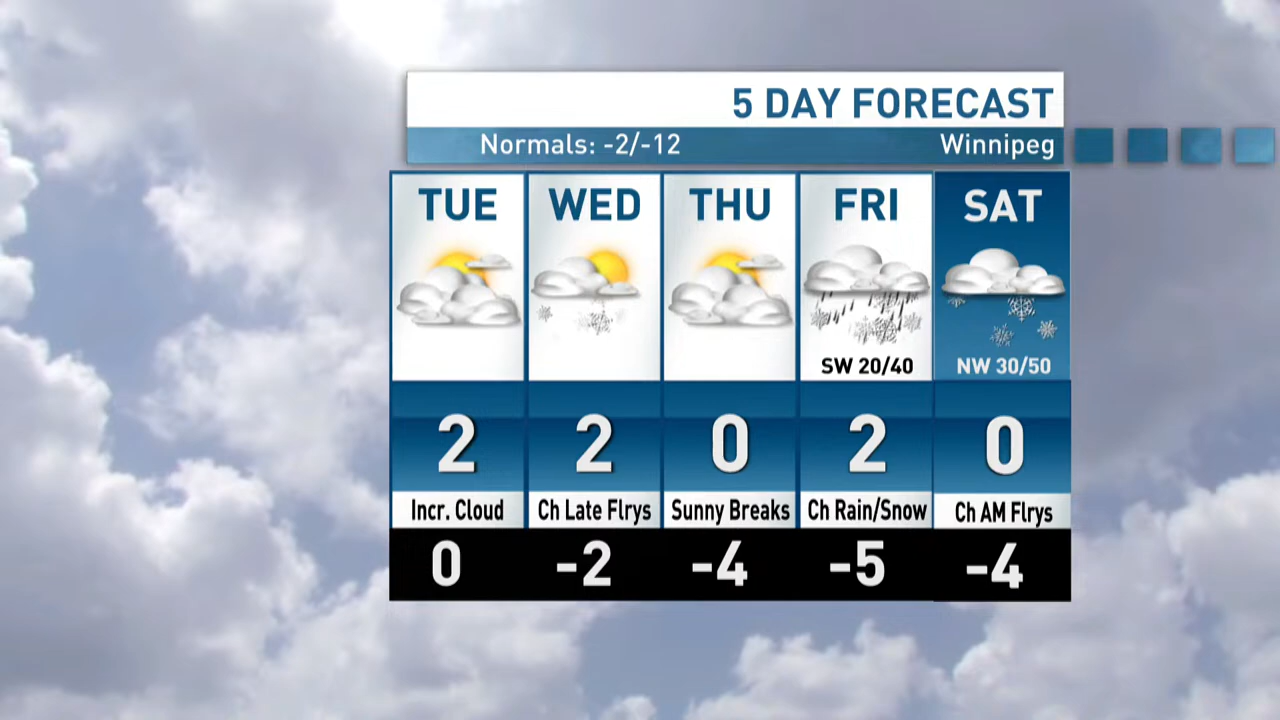 5 DAY FORECAST
Normals: -2/-12 Winnipeg
TUE WED THU FRI SAT
SW 20/40 NW 30/50
2 2 0 2 0
Incr. Cloud Ch Late Flrys Sunny Breaks Ch Rain/Snow Ch AM Flrys
0 -2 -4 -5 -4